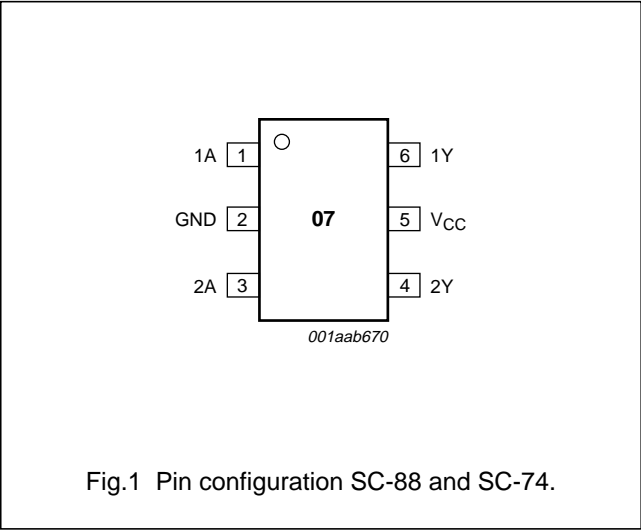 1A 1 6 1Y
GND 2 07 5 VCC
2A 3 4 2Y
001aab670
Fig.1 Pin configuration SC-88 and SC-74.